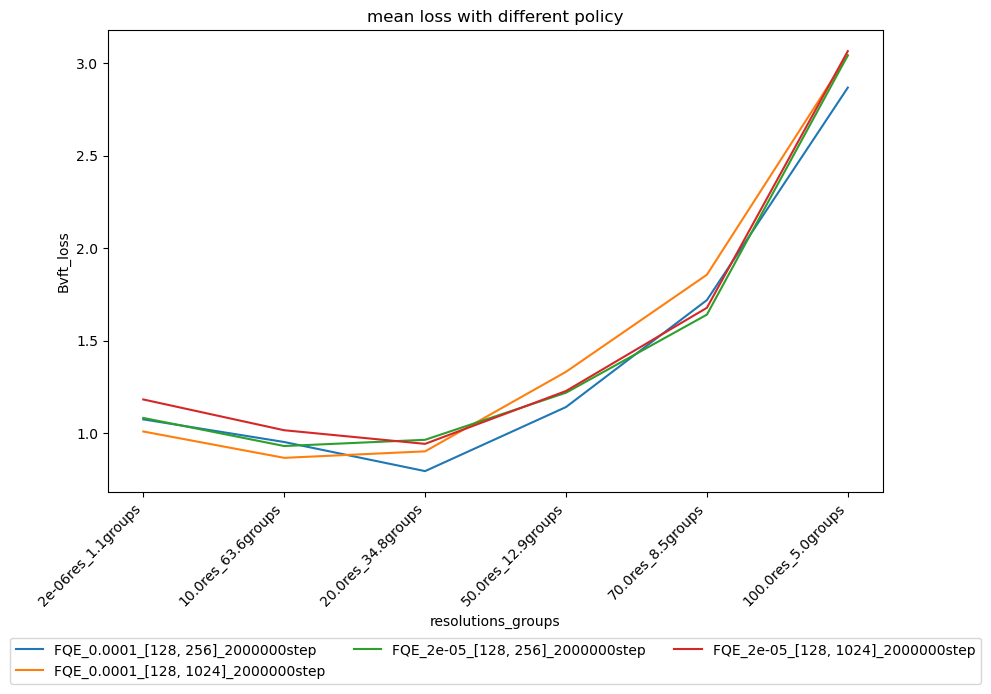 mean loss with different policy
3.0
2.5
2.0
1.5
1.0
Bvft_loss
2e-06res_1.1groups
10.0res_63.6groups
20.0res_34.8groups
50.0res_12.9groups
70.0res_8.5groups
100.0res_5.0groups
resolutions_groups
FQE_0.0001_[128, 256]_2000000step
FQE_0.0001_[128, 1024]_2000000step
FQE_2e-05_[128, 256]_2000000step
FQE_2e-05_[128, 1024]_2000000step